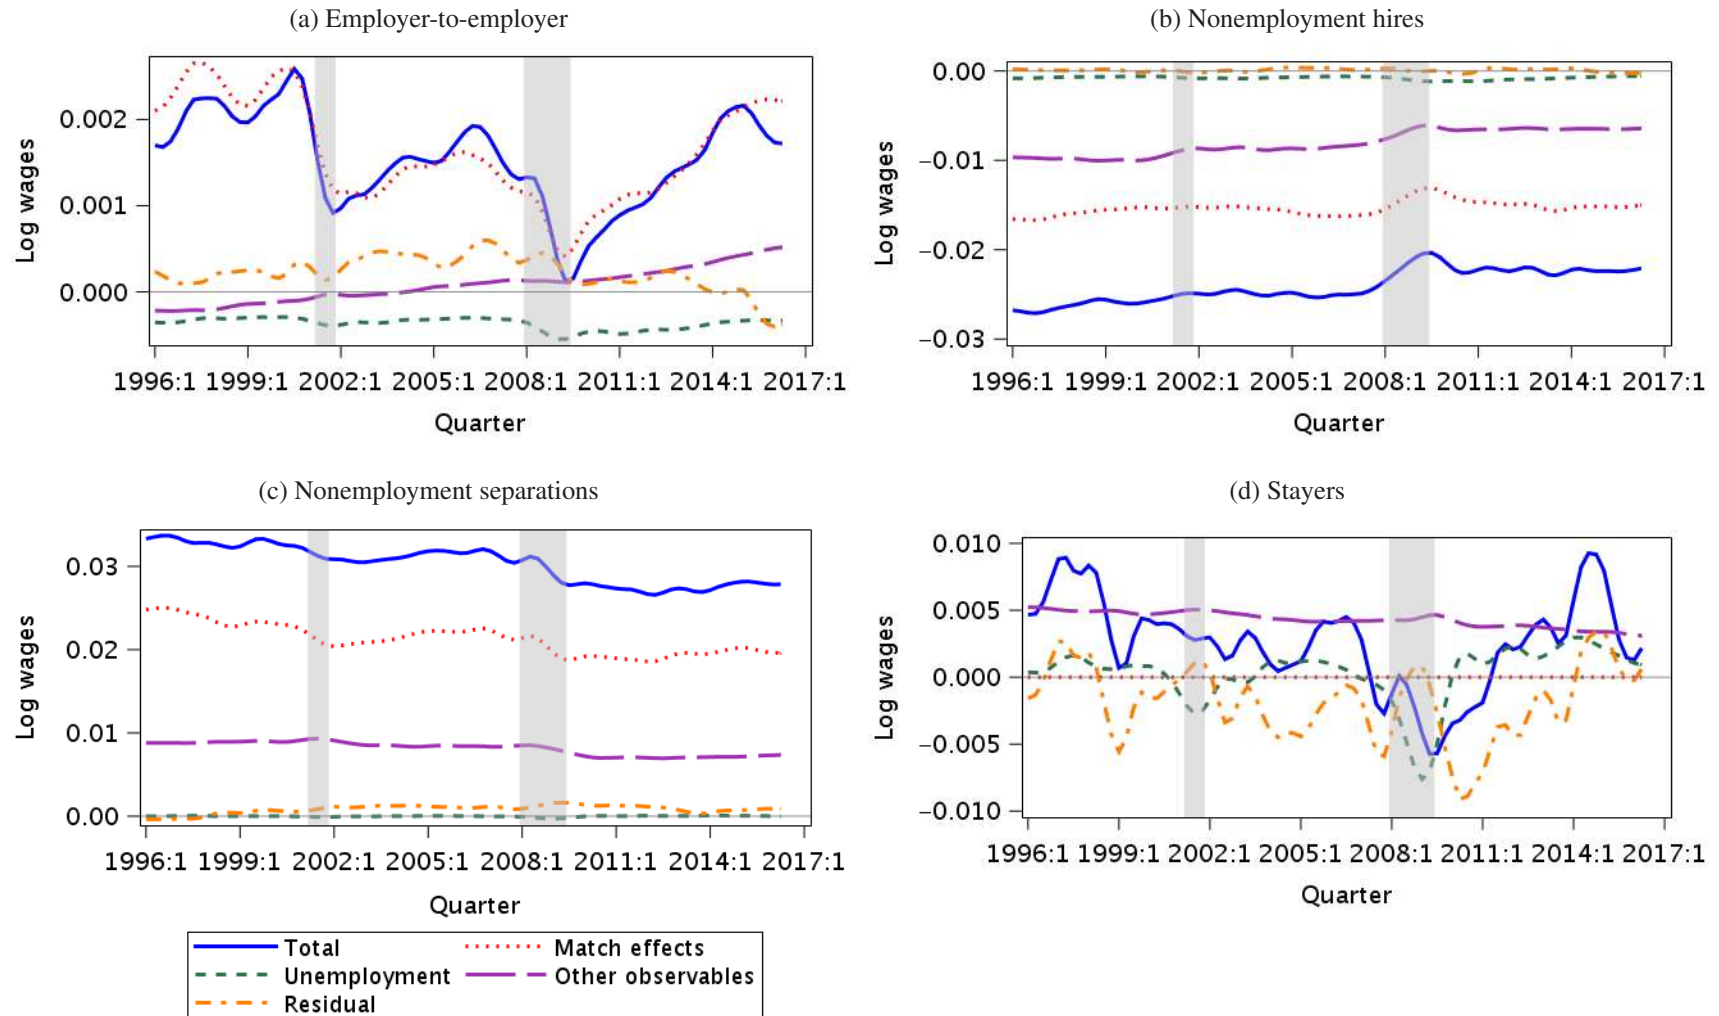 (a) Employer-to-employer
Log wages
0.002
0.001
0.000
1996:1 1999:1 2002:1 2005:1 2008:1 2011:1 2014:1 2017:1
Quarter
(b) Nonemployment hires
Log wages
0.00
−0.01
−0.02
−0.03
1996:1 1999:1 2002:1 2005:1 2008:1 2011:1 2014:1 2017:1
Quarter
(c) Nonemployment separations
Log wages
0.03
0.02
0.01
0.00
1996:1 1999:1 2002:1 2005:1 2008:1 2011:1 2014:1 2017:1
Quarter
(d) Stayers
Log wages
0.010
0.005
0.000
−0.005
−0.010
1996:1 1999:1 2002:1 2005:1 2008:1 2011:1 2014:1 2017:1
Quarter
Total Match effects
Unemployment Other observables
Residual